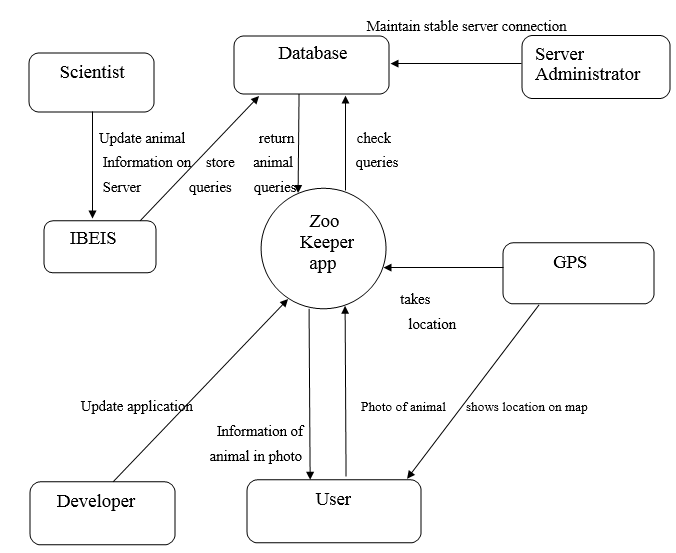 Maintain stable server connection
Database
Server
Administrator
Scientist
Update animal
Information on
Server
store
queries
return
animal
queries
check
queries
IBEIS
Zoo
Keeper
app
GPS
takes
location
Update application
Information of
animal in photo
Photo of animal
shows location on map
Developer
User